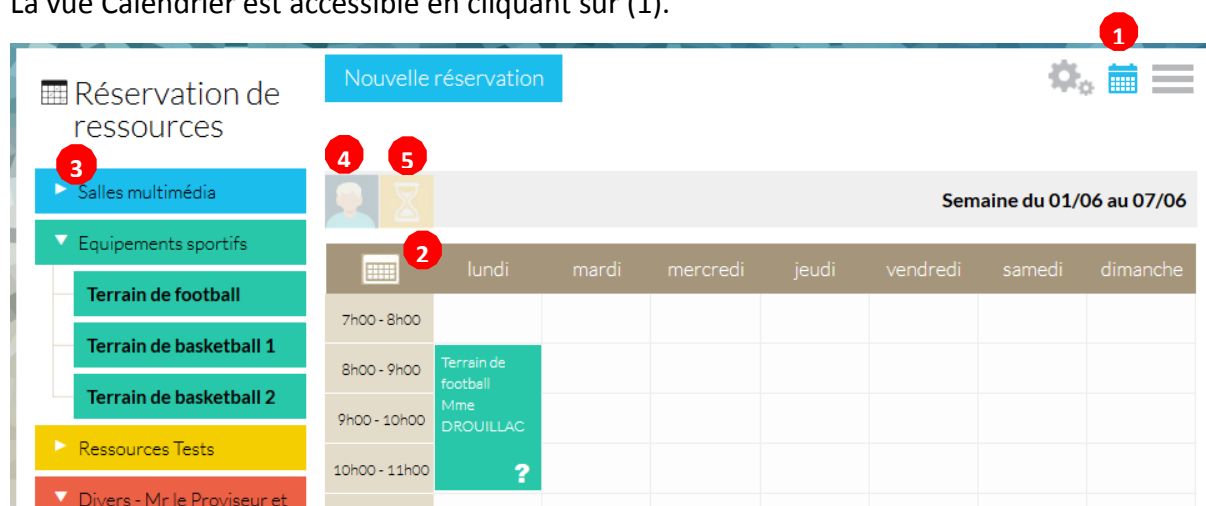 La vue Calendrier est accessible en cliquant sur (1).
1
Nouvelle réservation
Réservation de
ressources
3
Salles multimédia
Equipements sportifs
Terrain de football
Terrain de basketball 1
Terrain de basketball 2
Ressources Tests
Divers - Mr le Proviseur et
4
5
Semaine du 01/06 au 07/06
2
lundi mardi mercredi jeudi vendredi samedi dimanche
7h00 - 8h00
8h00 - 9h00
9h00 - 10h00
10h00 - 11h00
Terrain de
football
Mme
DROUILLAC
?